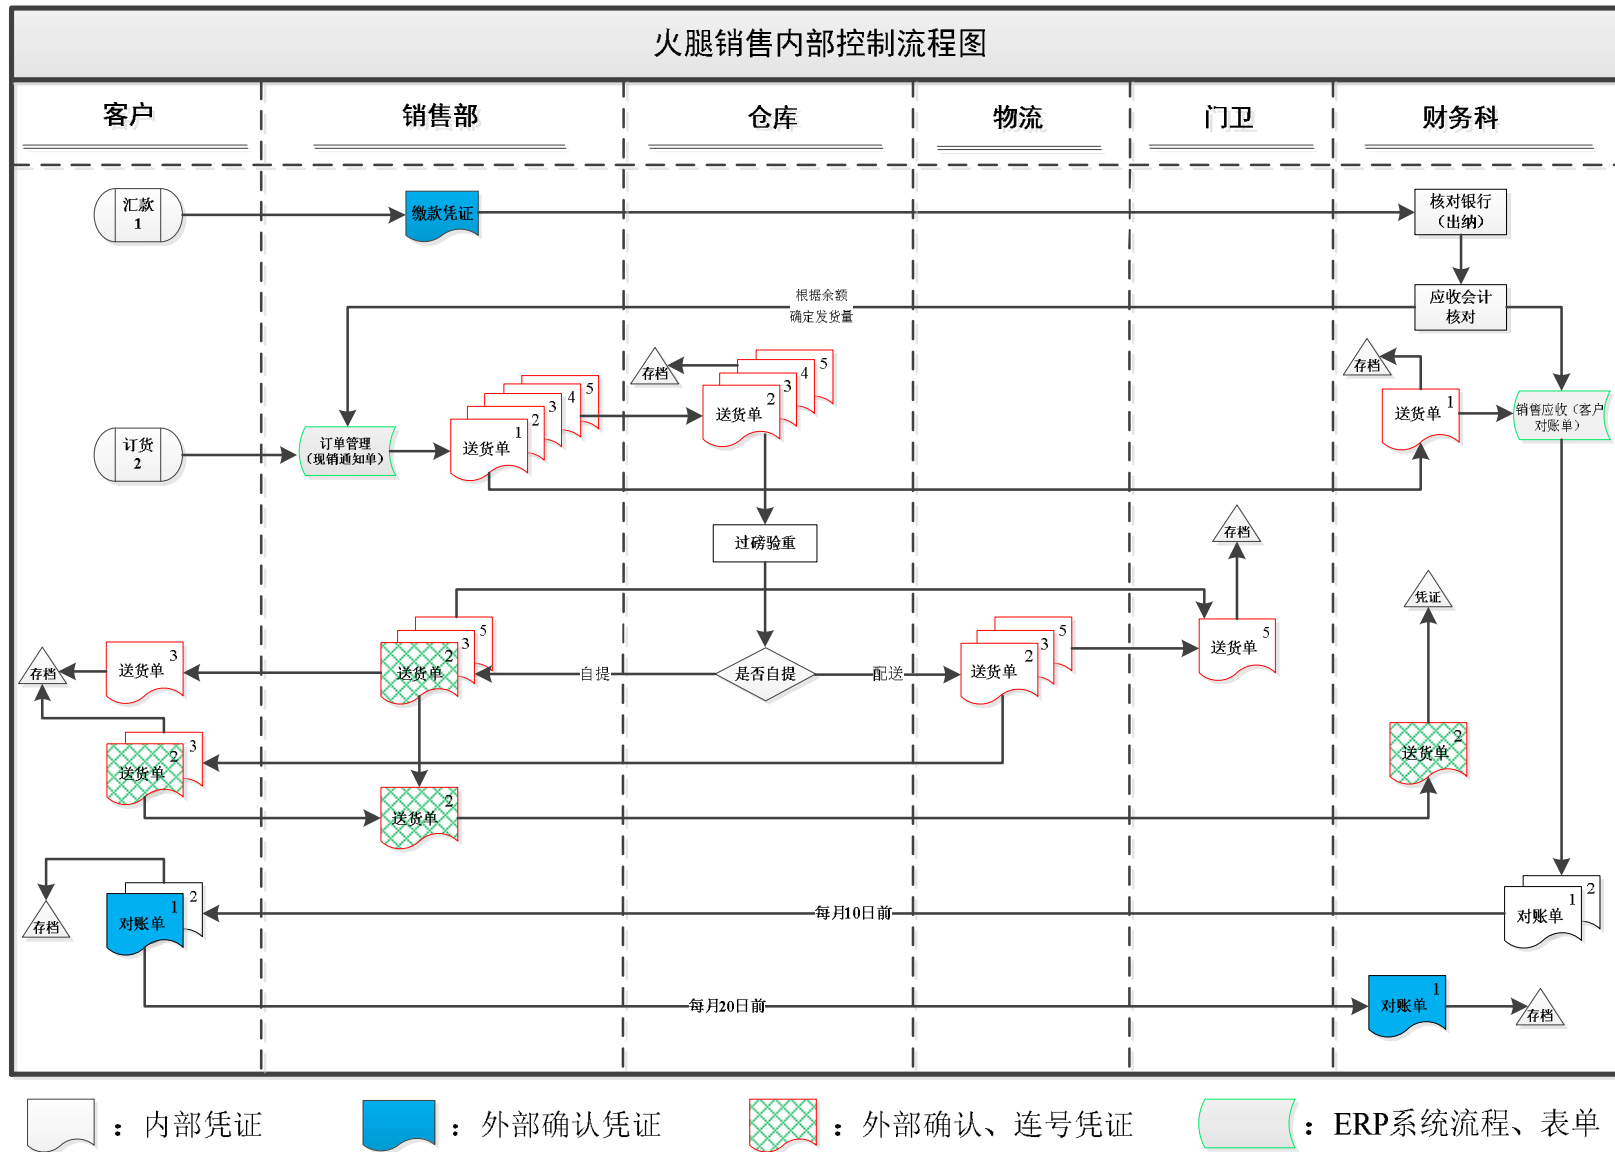 火腿销售内部控制流程图
客户
销售部
仓库
物流
门卫
财务科
汇款
1
缴款凭证
核对银行
（出纳）
根据余额
确定发货量
应收会计
核对
存档
5
4
3
送货单 2
存档
5
4
3
2
送货单 1
送货单 1
销售应收（客户
对账单）
订货
2
订单管理
（现销通知单）
过磅验重
存档
凭证
5
3
送货单 2
自提
是否自提
配送
5
3
送货单 2
送货单 5
存档
送货单 3
3
送货单 2
送货单 2
送货单 2
存档
2
对账单 1
每月10日前
2
对账单 1
每月20日前
对账单 1
存档
：内部凭证
：外部确认凭证
：外部确认、连号凭证
：ERP系统流程、表单